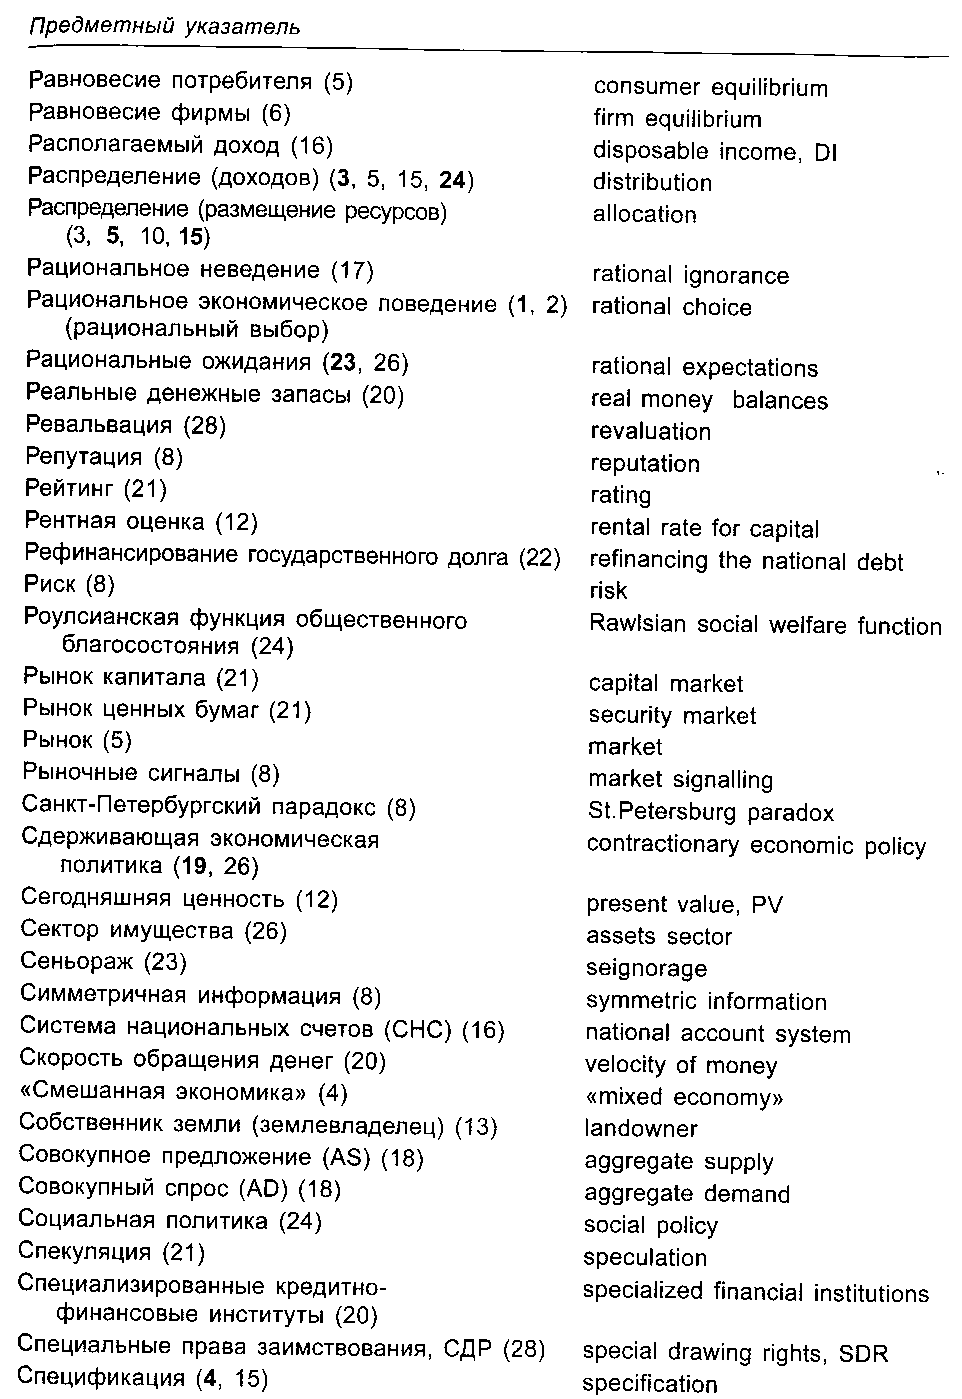 Предметный указатель
Равновесие потребителя (5) consumer equilibrium
Равновесие фирмы (6) firm equilibrium
Располагаемый доход (16) disposable income, DI
Распределение (доходов) (3, 5, 15, 24) distribution
Распределение (размещение ресурсов) allocation
(3, 5, 10, 15)
Рациональное неведение (17) rational ignorance
Рациональное экономическое поведение (1, 2) rational choice
(рациональный выбор)
Рациональные ожидания (23, 26) rational expectations
Реальные денежные запасы (20) real money balances
Ревальвация (28) revaluation
Репутация (8) reputation
Рейтинг (21) rating
Рентная оценка (12) rental rate for capital
Рефинансирование государственного долга (22) refinancing the national debt
Риск (8) risk
Роулсианская функция общественного Rawlsian social welfare function
благосостояния (24)
Рынок капитала (21) capital market
Рынок ценных бумаг (21) security market
Рынок (5) market
Рыночные сигналы (8) market signalling
Санкт-Петербургский парадокс (8) St.Petersburg paradox
Сдерживающая экономическая contractionary economic policy
политика (19, 26)
Сегодняшняя ценность (12) present value, PV
Сектор имущества (26) assets sector
Сеньораж (23) seignorage
Симметричная информация (8) symmetric information
Система национальных счетов (СНС) (16) national account system
Скорость обращения денег (20) velocity of money
«Смешанная экономика» (4) «mixed economy»
Собственник земли (землевладелец) (13) landowner
Совокупное предложение (AS) (18) aggregate supply
Совокупный спрос (AD) (18) aggregate demand
Социальная политика (24) social policy
Спекуляция (21) speculation
Специализированные кредитно- specialized financial institutions
финансовые институты (20)
Специальные права заимствования, СДР (28) special drawing rights, SDR
Спецификация (4, 15) specification